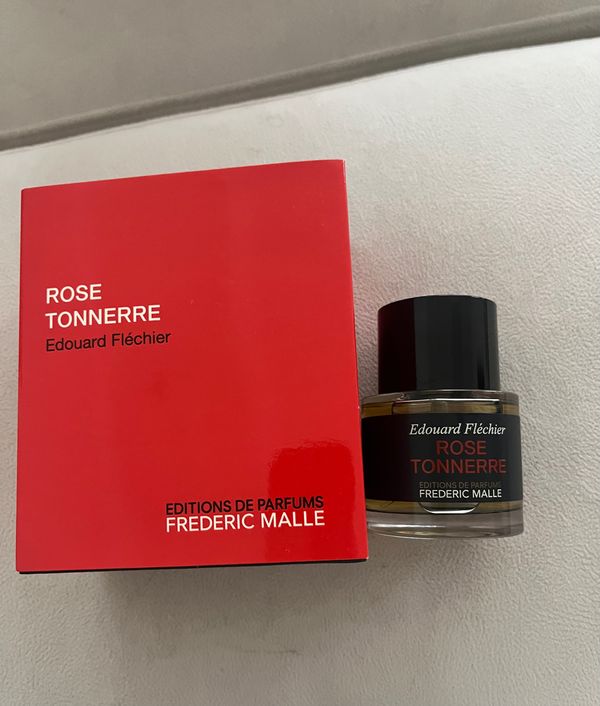 ROSE
TONNERRE
Edouard Fléchier
EDITIONS DE PARFUMS
FREDERIC MALLE
Edouard Fléchier
ROSE
TONNERRE
EDITIONS DE PARFUMS
FREDERIC MALLE